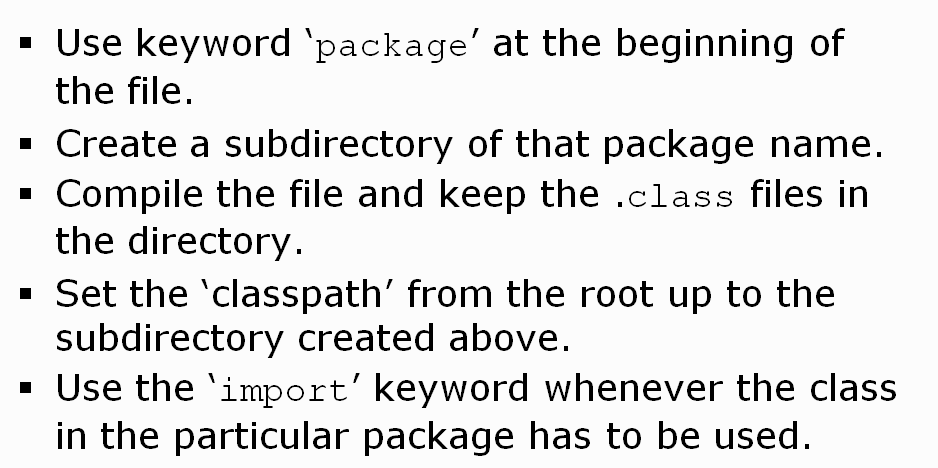 ▪ Use keyword ‘package’ at the beginning of
the file.
▪ Create a subdirectory of that package name.
▪ Compile the file and keep the .class files in
the directory.
▪ Set the ‘classpath’ from the root up to the
subdirectory created above.
▪ Use the ‘import’ keyword whenever the class
in the particular package has to be used.